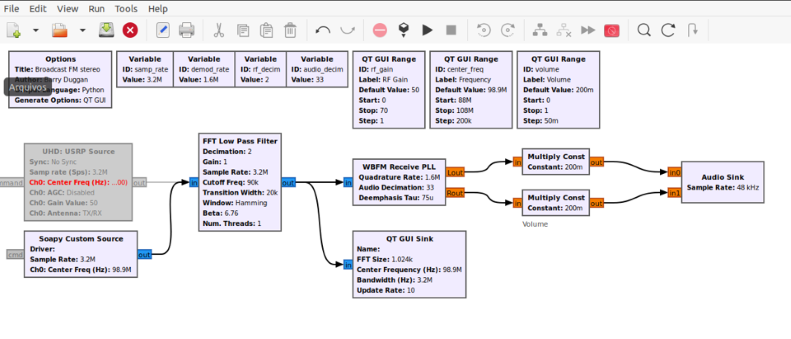 File Edit View Run Tools Help
Options
Title: Broadcast FM stereo
Author: Barry Duggan
Language: Python
Generate Options: QT GUI
Arquivos
Variable
ID: samp_rate
Value: 3.2M
Variable
ID: demod_rate
Value: 1.6M
Variable
ID: rf_decim
Value: 2
Variable
ID: audio_decim
Value: 33
QT GUI Range
ID: rf_gain
Label: RF Gain
Default Value: 50
Start: 0
Stop: 70
Step: 1
QT GUI Range
ID: center_freq
Label: Frequency
Default Value: 98.9M
Start: 88M
Stop: 108M
Step: 200k
QT GUI Range
ID: volume
Label: Volume
Default Value: 200m
Start: 0
Stop: 1
Step: 50m
UHD: USRP Source
Sync: No Sync
Samp rate (Sps): 3.2M
Ch0: Center Freq (Hz): ...00)
Ch0: AGC: Disabled
Ch0: Gain Value: 50
Ch0: Antenna: TX/RX
mmand
out
Soapy Custom Source
Driver:
Sample Rate: 3.2M
Ch0: Center Freq (Hz): 98.9M
cmd
out
FFT Low Pass Filter
Decimation: 2
Gain: 1
Sample Rate: 3.2M
Cutoff Freq: 90k
Transition Width: 20k
Window: Hamming
Beta: 6.76
Num. Threads: 1
in
out
WBFM Receive PLL
Quadrature Rate: 1.6M
Audio Decimation: 33
Deemphasis Tau: 75u
in
Lout
Rout
QT GUI Sink
Name:
FFT Size: 1.024k
Center Frequency (Hz): 98.9M
Bandwidth (Hz): 3.2M
Update Rate: 10
in
Multiply Const
Constant: 200m
in
out
Multiply Const
Constant: 200m
in
out
Volume
Audio Sink
Sample Rate: 48 kHz
in0
in1